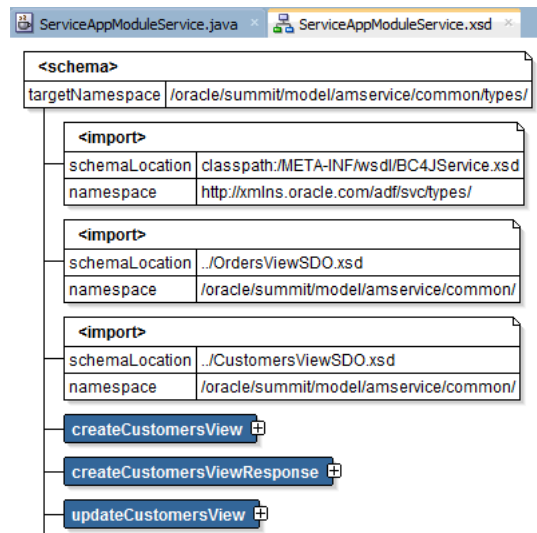 ServiceAppModuleService.java ServiceAppModuleService.xsd
<schema>
targetNamespace /oracle/summit/model/amservice/common/types/
<import>
schemaLocation classpath:/META-INF/wsdl/BC4JService.xsd
namespace http://xmlns.oracle.com/adf/svc/types/
<import>
schemaLocation ../OrdersViewSDO.xsd
namespace /oracle/summit/model/amservice/common/
<import>
schemaLocation ../CustomersViewSDO.xsd
namespace /oracle/summit/model/amservice/common/
createCustomersView
createCustomersViewResponse
updateCustomersView